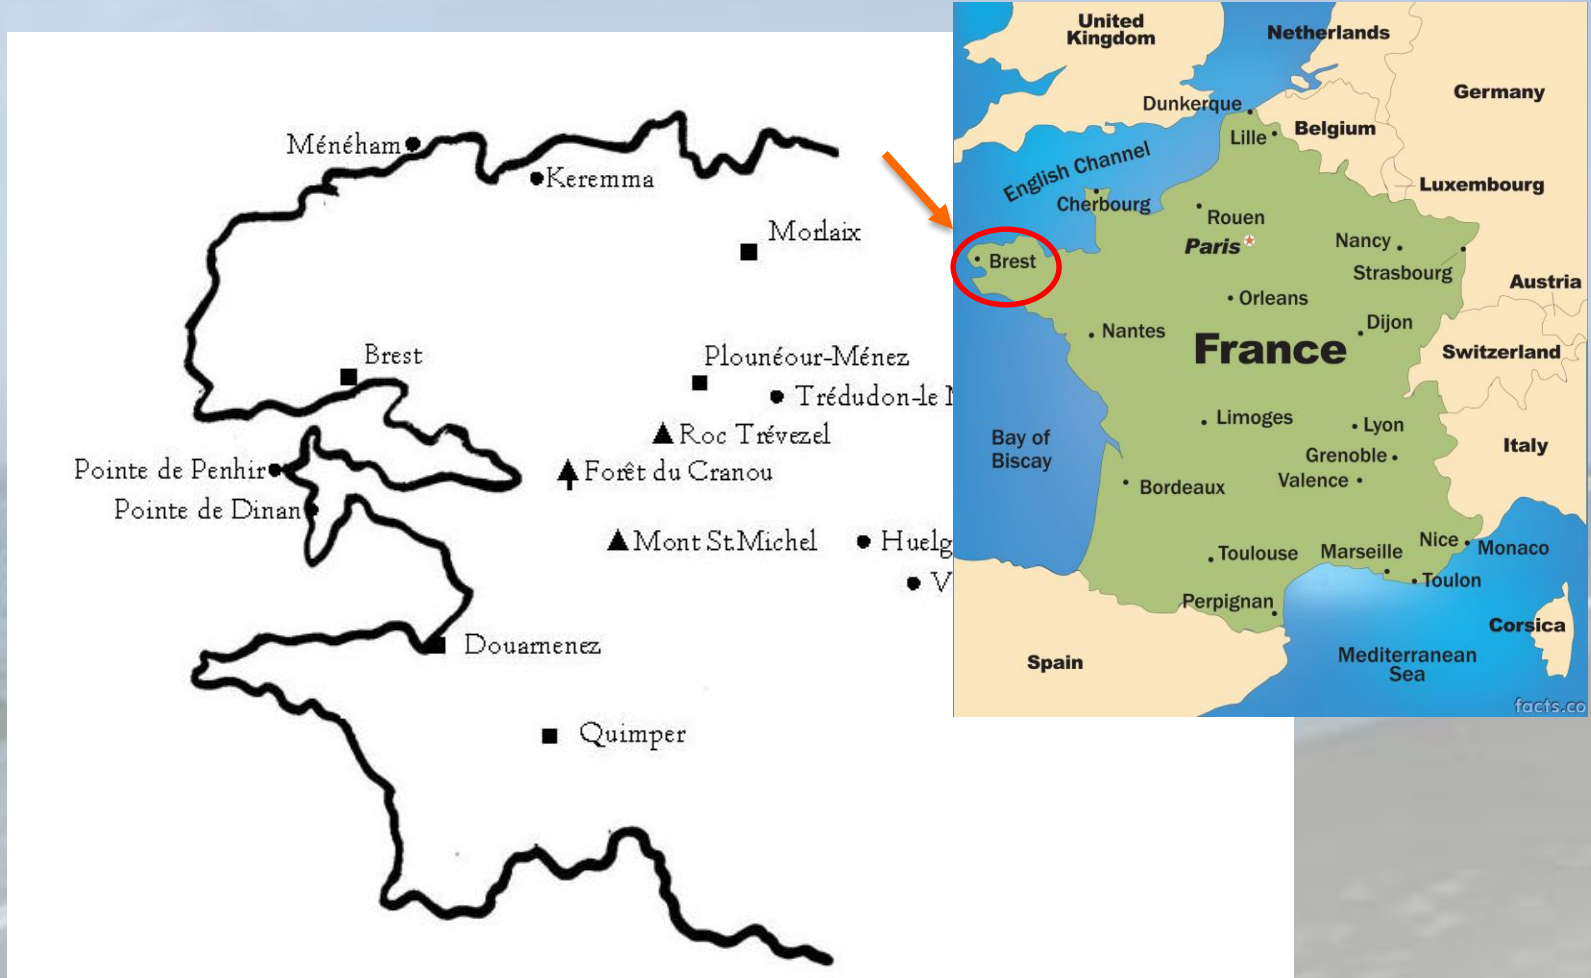 Ménéham
Keremma
Morlaix
Brest
Plounéour-Ménez
Trédudon-le
Roc Trévezel
Pointe de Penhir
Forêt du Cranou
Pointe de Dinan
Mont St.Michel
Huelg
V
Douarnenez
Quimper
United
Kingdom
Netherlands
Germany
Dunkerque
Lille
Belgium
English Channel
Luxembourg
Cherbourg
Rouen
Paris
Nancy
Strasbourg
Brest
Austria
Orleans
Nantes
Dijon
France
Switzerland
Limoges
Lyon
Bay of
Biscay
Italy
Grenoble
Valence
Bordeaux
Nice
Monaco
Toulouse
Marseille
Toulon
Perpignan
Corsica
Spain
Mediterranean
Sea
facts.co